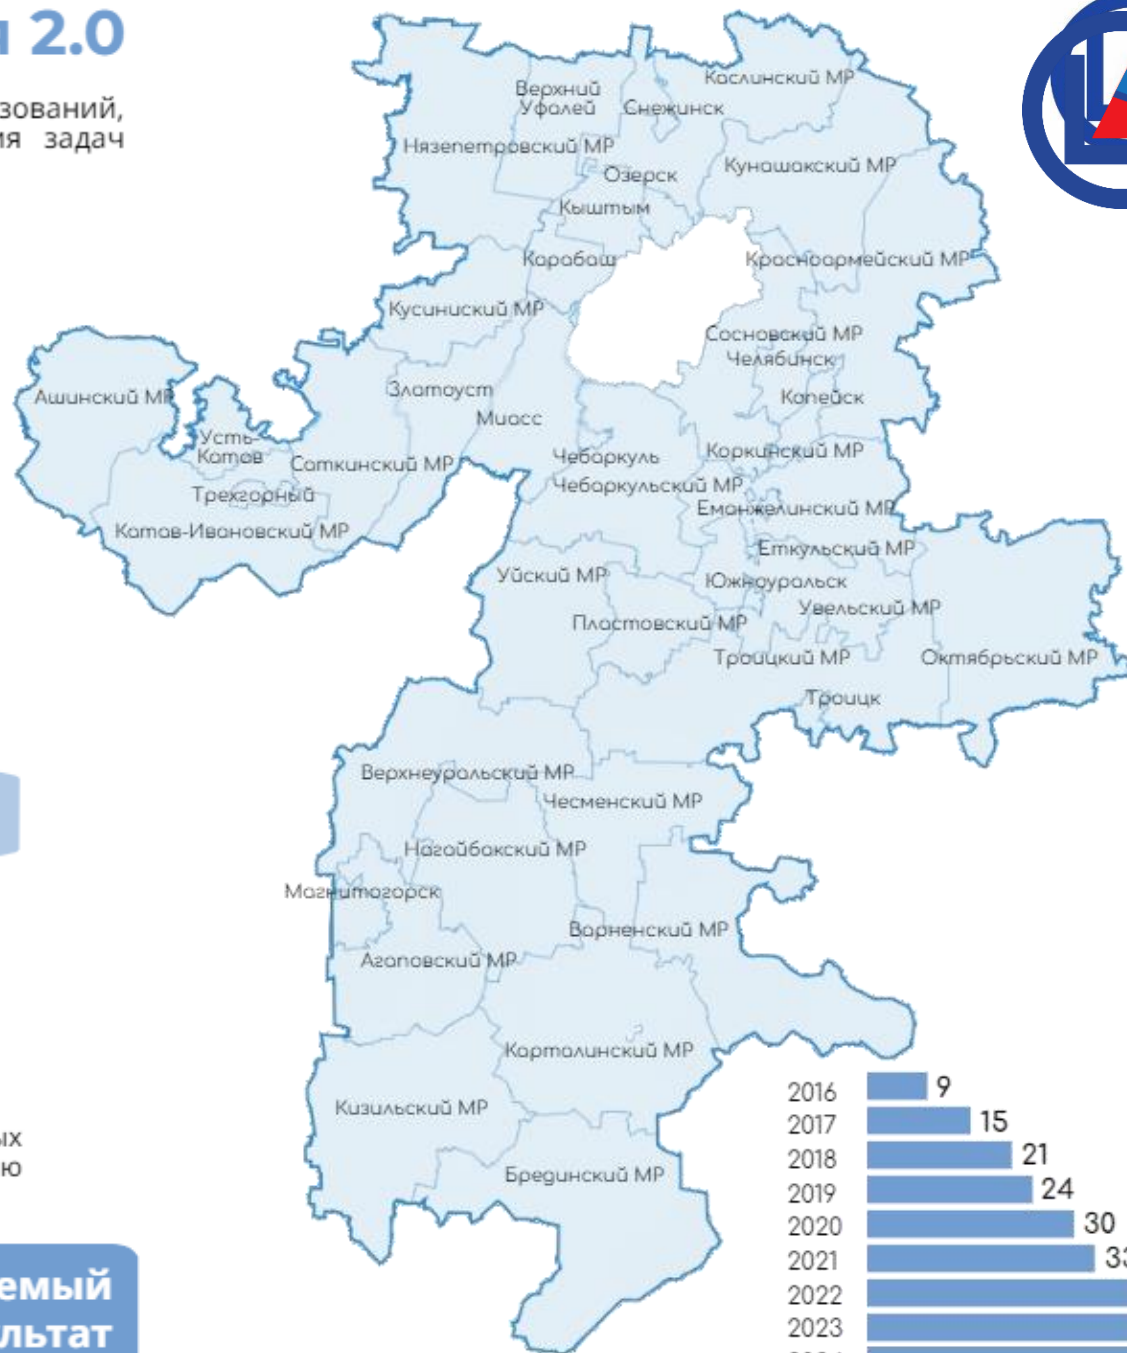 2.0
зований,
ия задач
Каслинский МР
Верхний
Уфалей
Снежинск
Нязепетровский МР
Кунашакский МР
Озерск
Кыштым
Карабаш
Красноармейский МР
Кусиниский МР
Сосновский МР
Челябинск
Ашинский МР
Златоуст
Копейск
Миасс
Усть-
Катов
Саткинский МР
Чебаркуль
Коркинский МР
Трехгорный
Чебаркульский МР
Еманжелинский МР
Катав-Ивановский МР
Еткульский МР
Уйский МР
Южноуральск
Увельский МР
Пластовский МР
Троицкий МР
Октябрьский МР
Троицк
Верхнеуральский МР
Чесменский МР
Нагайбакский МР
Магнитогорск
Варненский МР
Агаповский МР
Карталинский МР
Кизильский МР
Брединский МР
ых
ю
емый
льтат
2016 9
2017 15
2018 21
2019 24
2020 30
2021 33
2022
2023